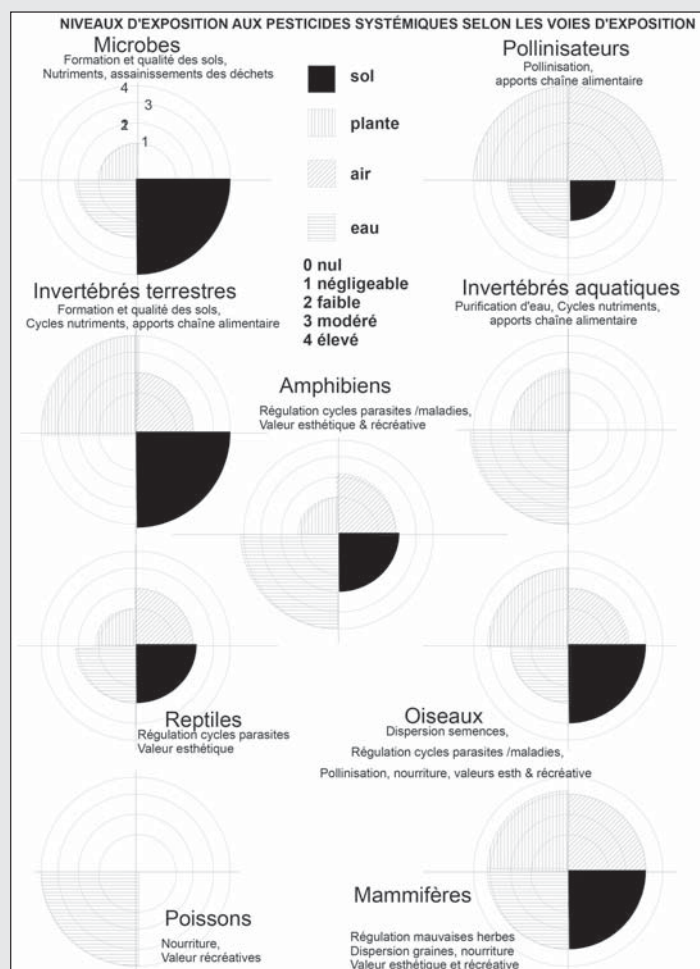 NIVEAUX D'EXPOSITION AUX PESTICIDES SYSTÉMIQUES SELON LES VOIES D'EXPOSITION
Microbes
Formation et qualité des sols,
Nutriments, assainissements des déchets
4
3
2
1
sol
plante
air
eau
0 nul
1 négligeable
2 faible
3 modéré
4 élevé
Pollinisateurs
Pollinisation,
apports chaîne alimentaire
Invertébrés terrestres
Formation et qualité des sols,
Cycles nutriments, apports chaîne alimentaire
Invertébrés aquatiques
Purification d'eau, Cycles nutriments,
apports chaîne alimentaire
Amphibiens
Régulation cycles parasites /maladies,
Valeur esthétique & récréative
Reptiles
Régulation cycles parasites
Valeur esthétique
Oiseaux
Dispersion semences,
Régulation cycles parasites /maladies,
Pollinisation, nourriture, valeurs esth & récréative
Poissons
Nourriture,
Valeur récréatives
Mammifères
Régulation mauvaises herbes
Dispersion graines, nourriture
Valeur esthétique et récréative